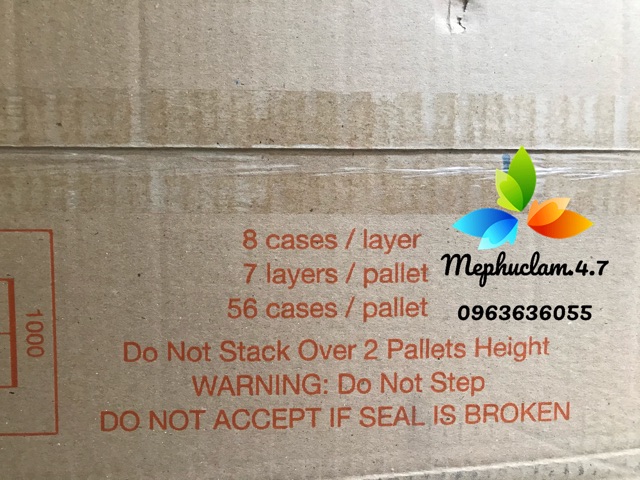 8 cases / layer
7 layers / pallet
56 cases / pallet
Do Not Stack Over 2 Pallets Height
WARNING: Do Not Step
DO NOT ACCEPT IF SEAL IS BROKEN
1000
Mephuclam.4.7
0963636055